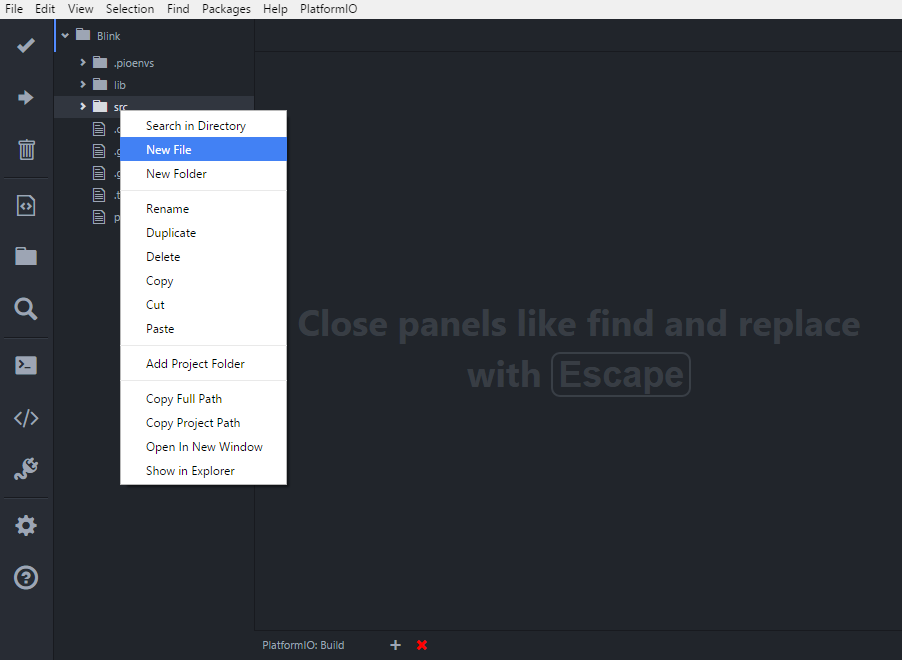 File Edit View Selection Find Packages Help PlatformIO
Blink
.pioenvs
lib
src
Search in Directory
New File
New Folder
Rename
Duplicate
Delete
Copy
Cut
Paste
Add Project Folder
Copy Full Path
Copy Project Path
Open In New Window
Show in Explorer
Close panels like find and replace
with Escape
PlatformIO: Build